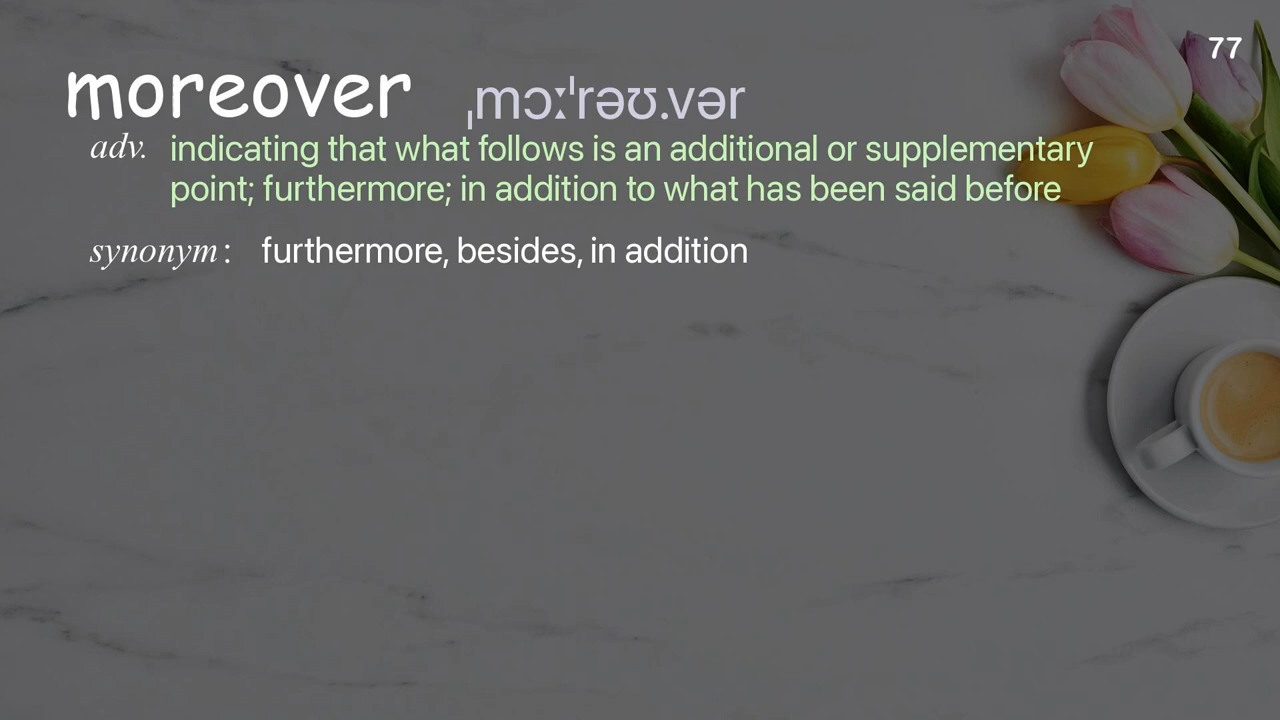 77
moreover ˌmɔːˈrəʊ.vər
adv. indicating that what follows is an additional or supplementary
point; furthermore; in addition to what has been said before
synonym: furthermore, besides, in addition